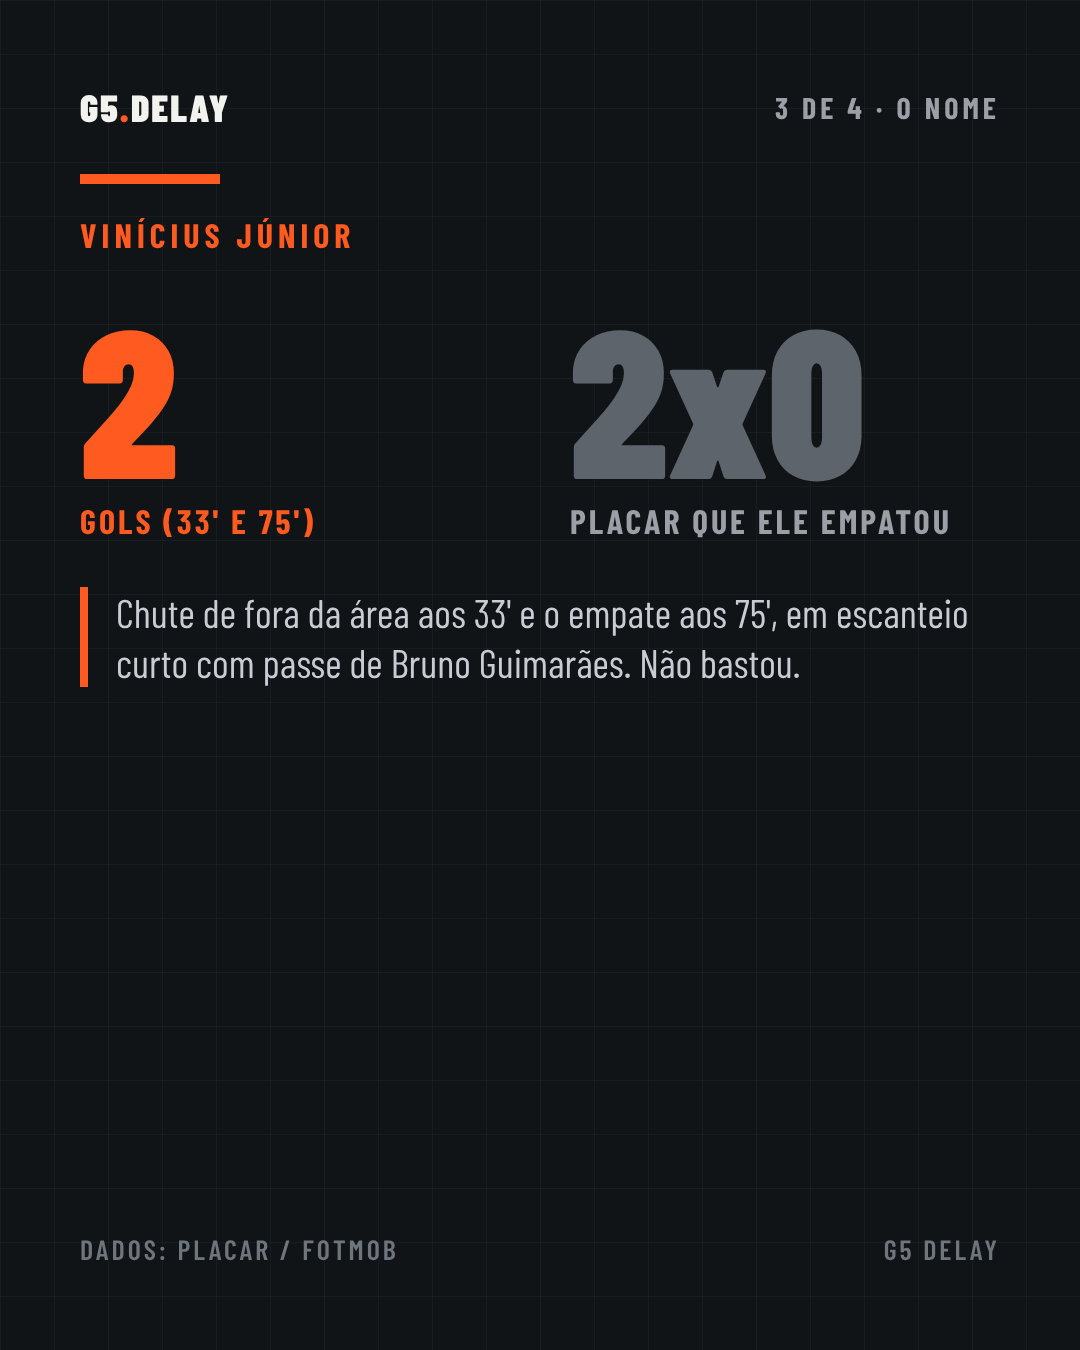 G5.DELAY
3 DE 4 · O NOME
VINÍCIUS JÚNIOR
2
GOLS (33' E 75')
2x0
PLACAR QUE ELE EMPATOU
Chute de fora da área aos 33' e o empate aos 75', em escanteio
curto com passe de Bruno Guimarães. Não bastou.
DADOS: PLACAR / FOTMOB
G5 DELAY